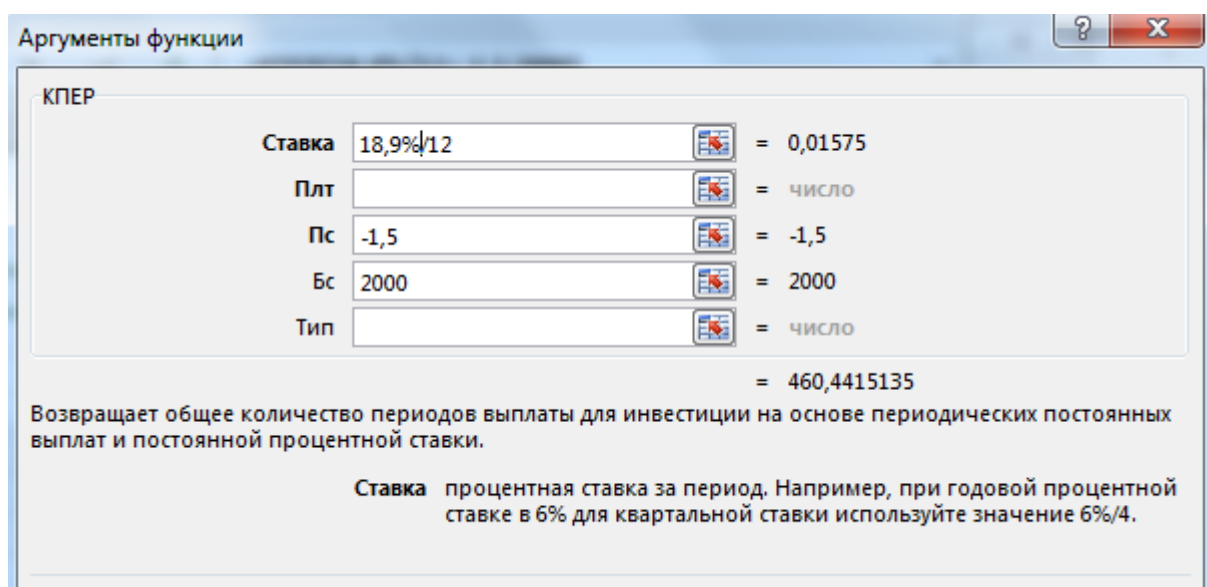 Аргументы функции
КПЕР
Ставка 18,9%/12 = 0,01575
Плт = число
Пс -1,5 = -1,5
Бс 2000 = 2000
Тип = число
= 460,4415135
Возвращает общее количество периодов выплаты для инвестиции на основе периодических постоянных
выплат и постоянной процентной ставки.
Ставка процентная ставка за период. Например, при годовой процентной
ставке в 6% для квартальной ставки используйте значение 6%/4.